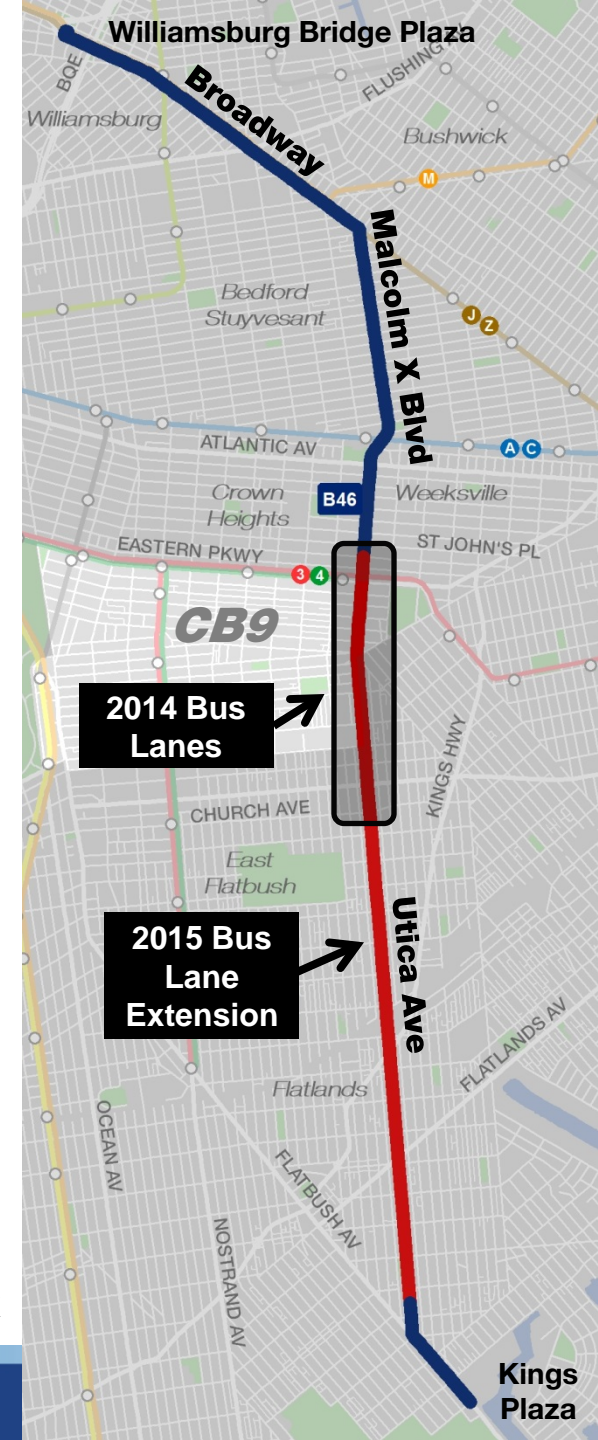 Williamsburg Bridge Plaza
BQE
Broadway
FLUSHING AV
Williamsburg
Bushwick
M
Malcolm X Blvd
Bedford
Stuyvesant
J Z
ATLANTIC AV
A C
Crown
Heights
B46
Weeksville
EASTERN PKWY
ST JOHN'S PL
3 4
CB9
2014 Bus
Lanes
KINGS HWY
CHURCH AVE
East
Flatbush
Utica Ave
2015 Bus
Lane
Extension
FLATLANDS AV
Flatlands
OCEAN AV
FLATBUSH AV
NOSTRAND AV
Kings
Plaza